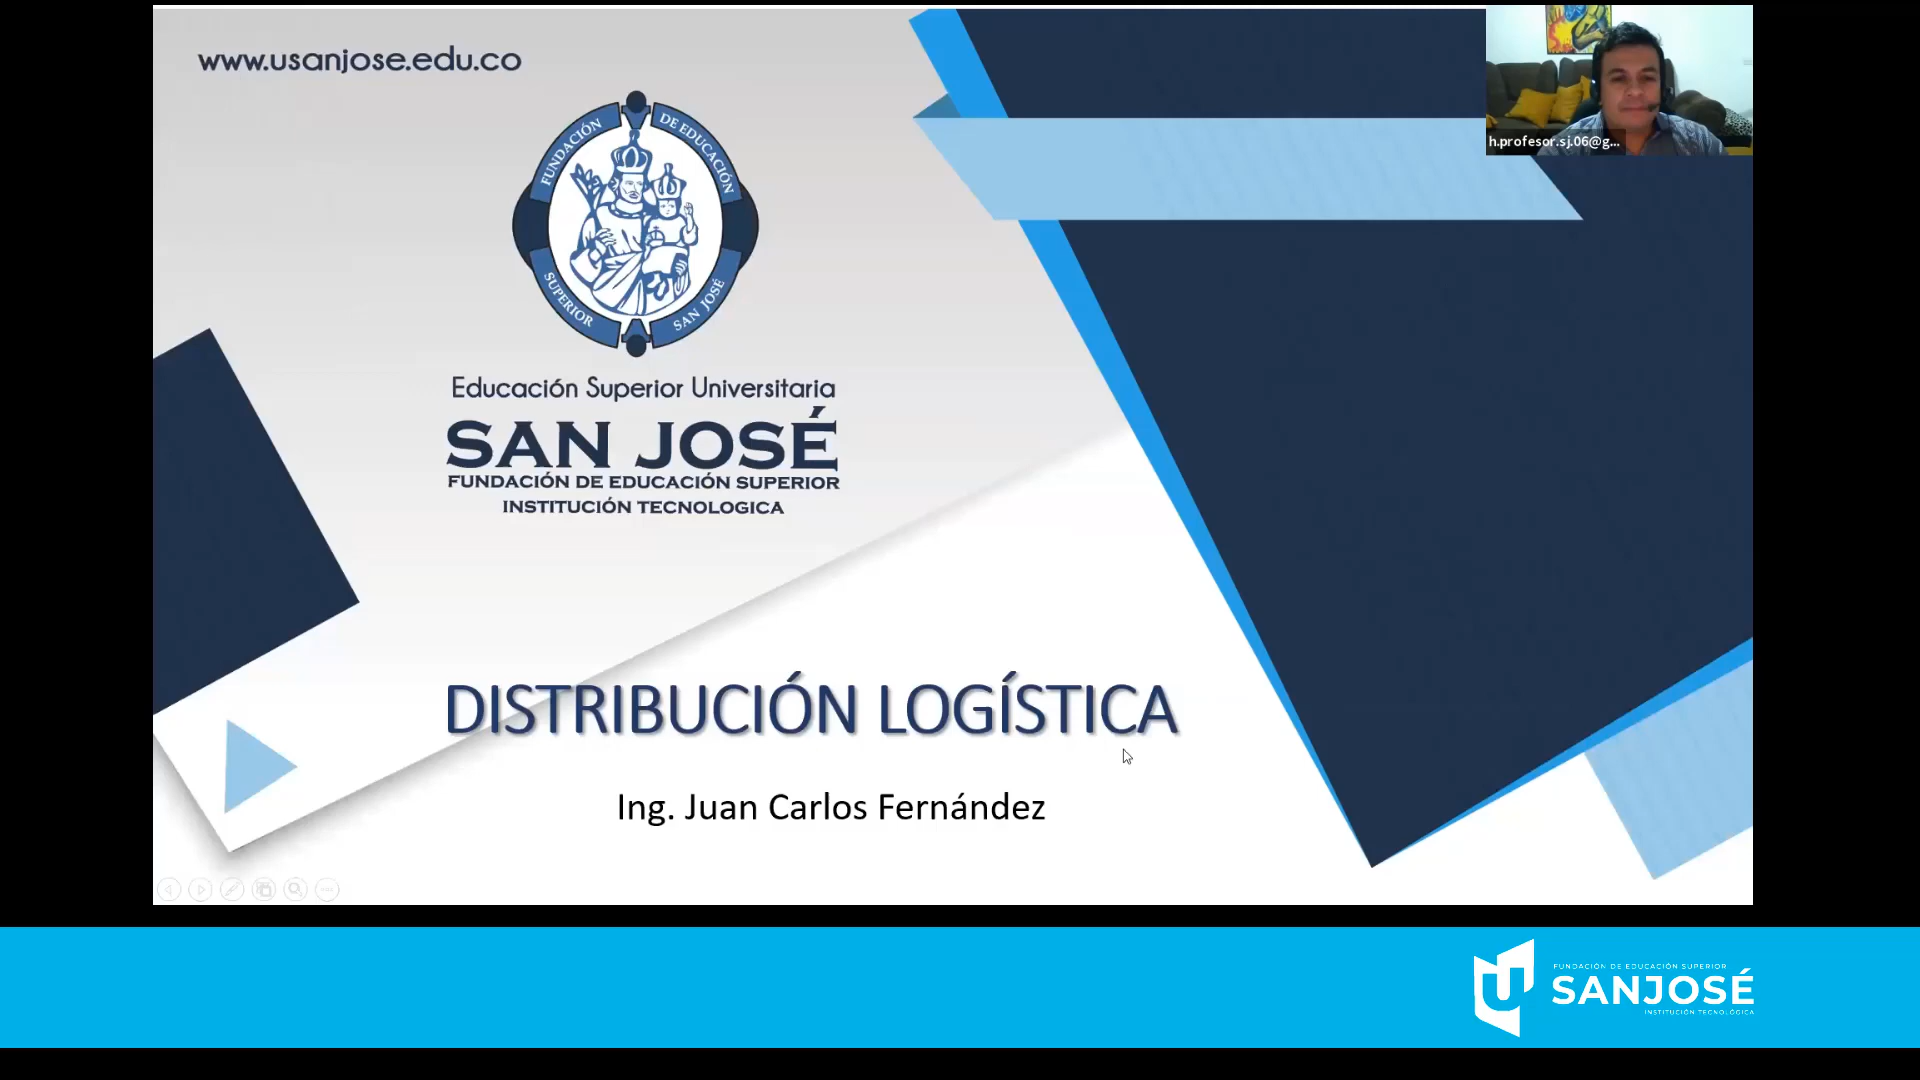 www.usanjose.edu.co
h.profesor.sj.06@g...
FUNDACIÓN DE EDUCACIÓN
SUPERIOR SAN JOSÉ
Educación Superior Universitaria
SAN JOSÉ
FUNDACIÓN DE EDUCACIÓN SUPERIOR
INSTITUCIÓN TECNOLOGICA
DISTRIBUCIÓN LOGÍSTICA
Ing. Juan Carlos Fernández
FUNDACIÓN DE EDUCACIÓN SUPERIOR
SANJOSÉ
INSTITUCIÓN TECNOLÓGICA